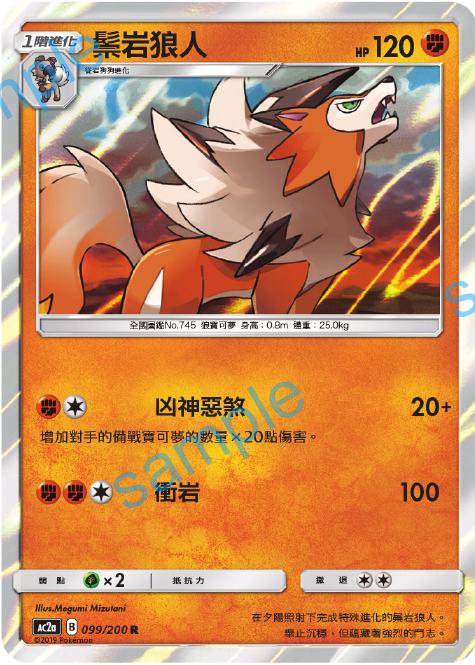 1階進化
鬃岩狼人
HP 120
從岩狗狗進化
全國圖鑑No.745 狼寶可夢 身高：0.8m 體重：25.0kg
凶神惡煞 20+
增加對手的備戰寶可夢的數量×20點傷害。
衝岩 100
弱點 ×2 抵抗力 撤退
Illus.Megumi Mizutani
AC2a B 099/200 R
©2019 Pokémon
在夕陽照射下完成特殊進化的鬃岩狼人。
舉止沉穩，但蘊藏著強烈的鬥志。
sample